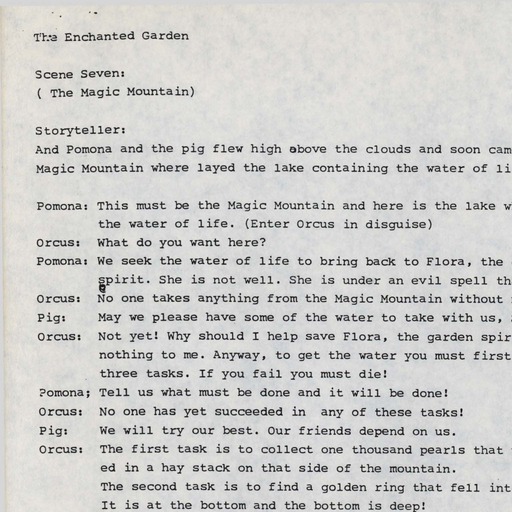 The Enchanted Garden
Scene Seven:
( The Magic Mountain)
Storyteller:
And Pomona and the pig flew high above the clouds and soon cam
Magic Mountain where layed the lake containing the water of li
Pomona: This must be the Magic Mountain and here is the lake w
the water of life. (Enter Orcus in disguise)
Orcus: What do you want here?
Pomona: We seek the water of life to bring back to Flora, the
spirit. She is not well. She is under an evil spell th
Orcus: No one takes anything from the Magic Mountain without
Pig: May we please have some of the water to take with us,
Orcus: Not yet! Why should I help save Flora, the garden spir
nothing to me. Anyway, to get the water you must first
three tasks. If you fail you must die!
Pomona; Tell us what must be done and it will be done!
Orcus: No one has yet succeeded in any of these tasks!
Pig: We will try our best. Our friends depend on us.
Orcus: The first task is to collect one thousand pearls that
ed in a hay stack on that side of the mountain.
The second task is to find a golden ring that fell int
It is at the bottom and the bottom is deep!